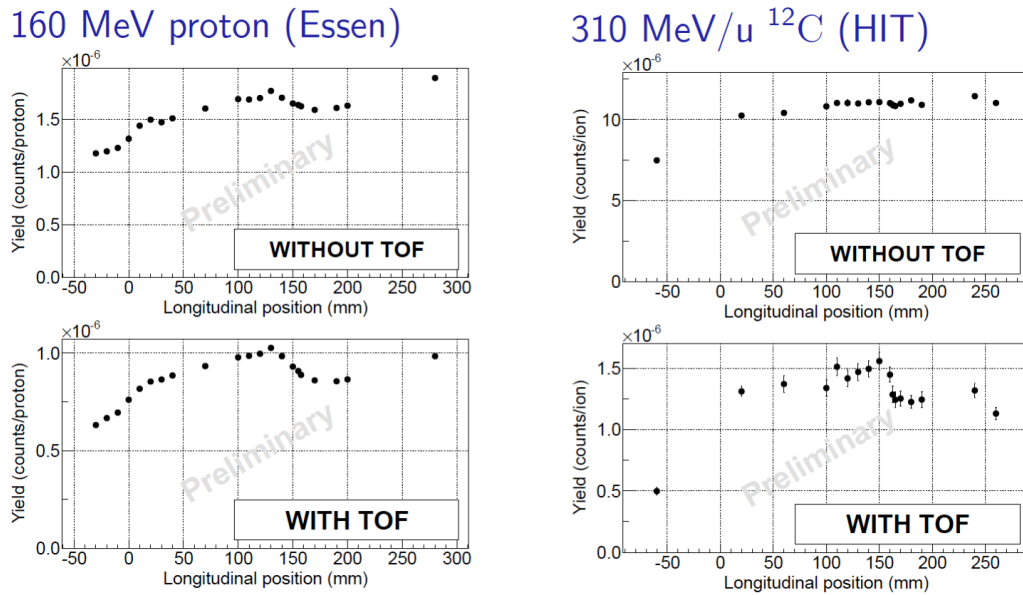 160 MeV proton (Essen)
×10-6
Yield (counts/proton)
1.5
1.0
0.5
0.0
Preliminary
WITHOUT TOF
-50 0 50 100 150 200 250 300
Longitudinal position (mm)
×10-6
Yield (counts/proton)
1.0
0.5
0.0
Preliminary
WITH TOF
-50 0 50 100 150 200 250 300
Longitudinal position (mm)
310 MeV/u 12C (HIT)
×10-6
Yield (counts/ion)
10
5
0
Preliminary
WITHOUT TOF
-50 0 50 100 150 200 250
Longitudinal position (mm)
×10-6
Yield (counts/ion)
1.5
1.0
0.5
0.0
Preliminary
WITH TOF
-50 0 50 100 150 200 250
Longitudinal position (mm)